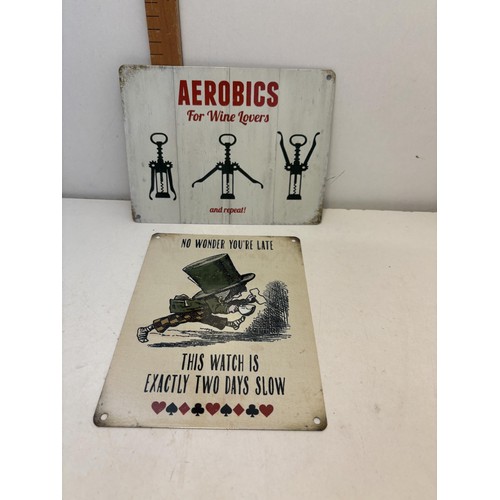 AEROBICS
For Wine Lovers
and repeat!
NO WONDER YOU'RE LATE
THIS WATCH IS
EXACTLY TWO DAYS SLOW